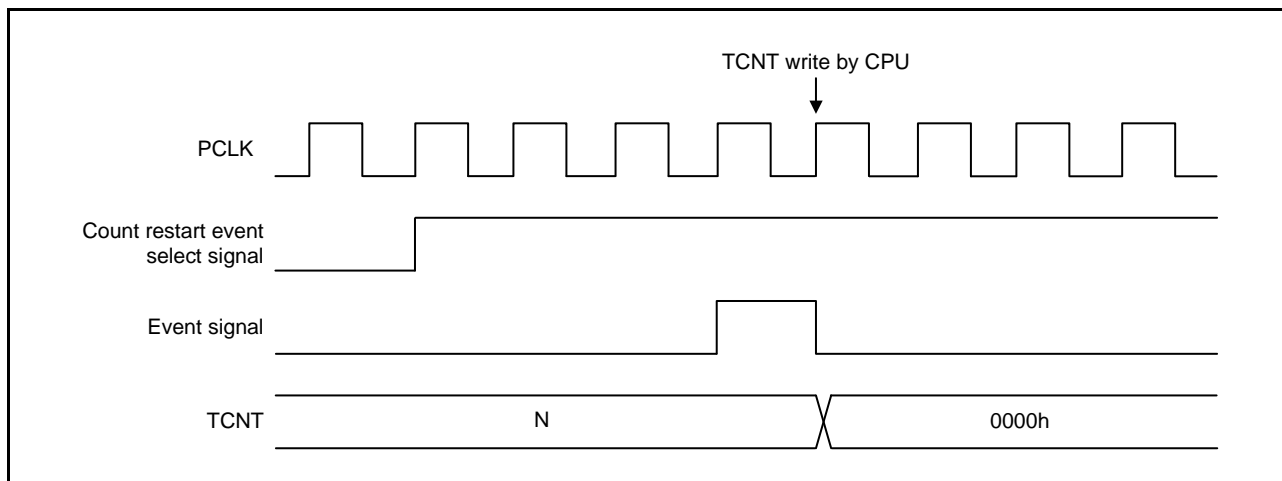 TCNT write by CPU
PCLK
Count restart event
select signal
Event signal
TCNT
N
0000h